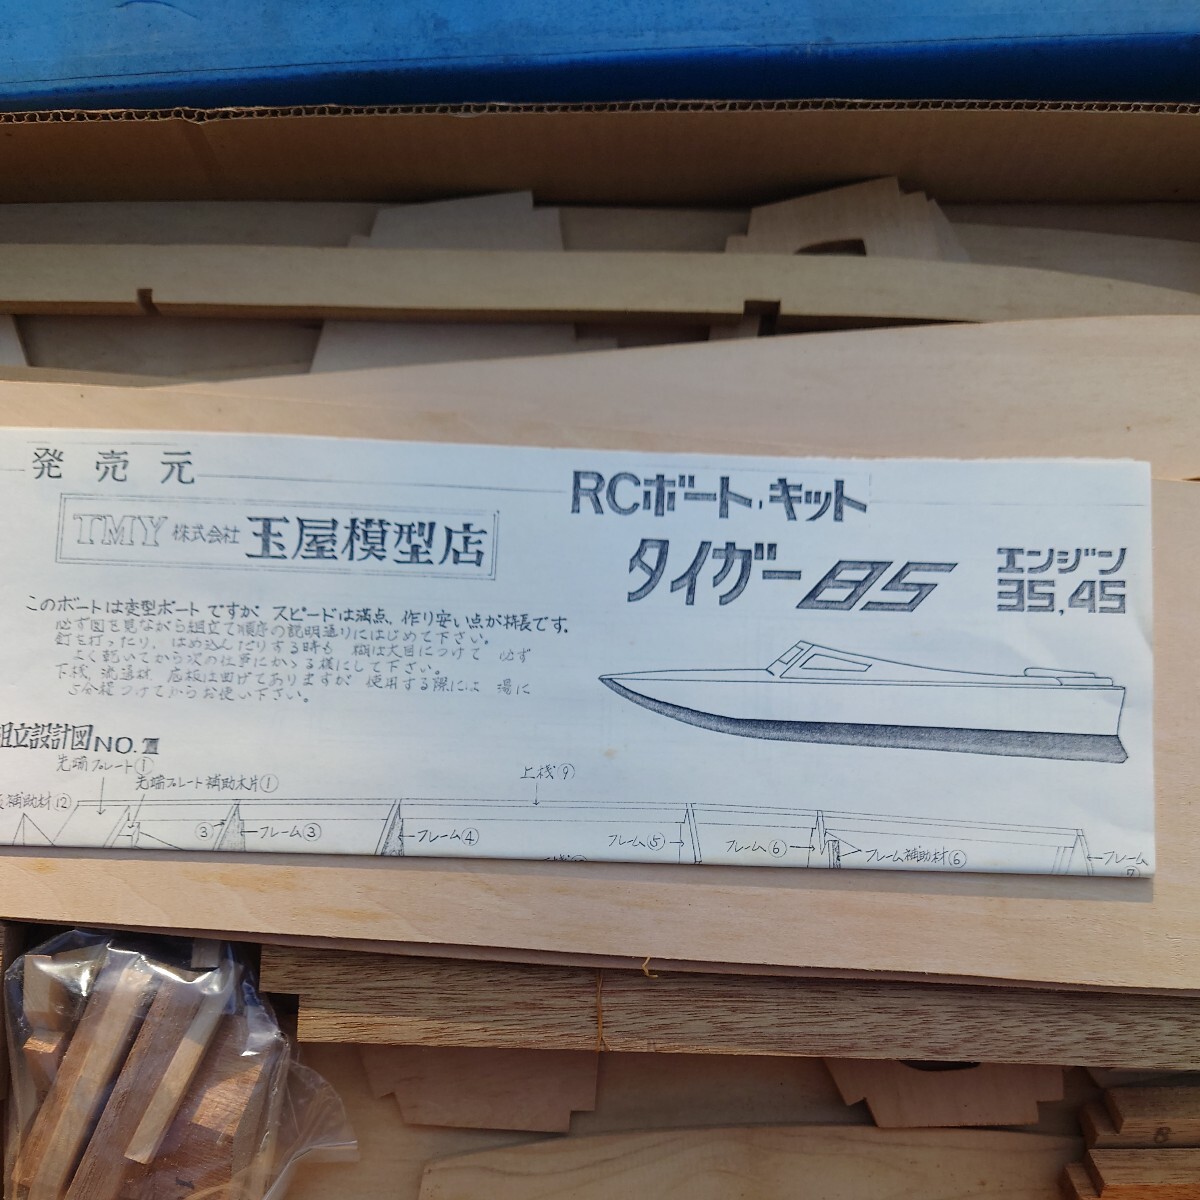 発売元
TMY 株式会社 玉屋模型店
RCボート.キット
タイガー85
エンジン
35,45
このボートは変型ボートですが スピードは満点、作り安い点が特長です.
必ず図を見ながら組立て順序の説明通りにはじめて下さい。
釘を打ったり、はめ込んだりする時も 糊は大目につけて 必ず
よく乾いてから次の仕事にかゝる様にして下さい。
下桟, 流退材 底板は曲げてありますが 使用する際には 湯に
5分程つけてからお使い下さい。
組立設計図NO.
先端プレート①
先端プレート補助木片①
補助材⑫
上桟⑨
③
フレーム③
フレーム④
フレーム⑤
フレーム⑥
フレーム補助材⑥
フレーム
⑦
8